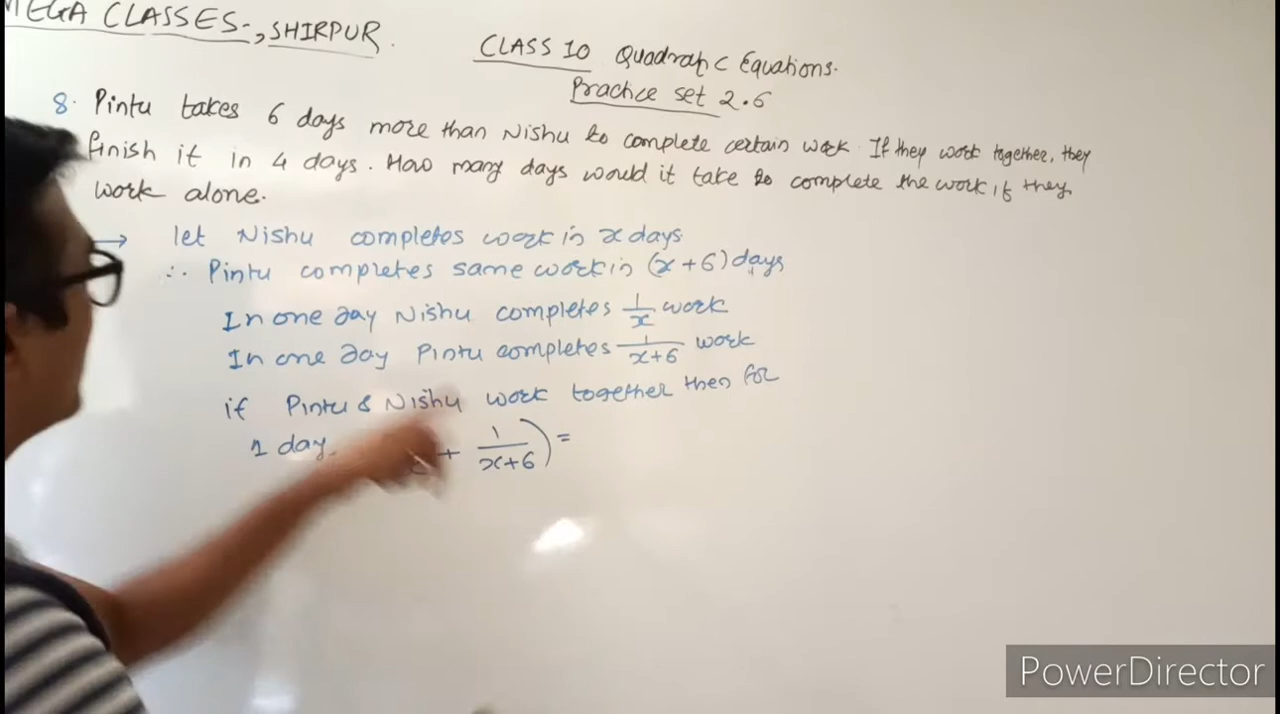 MEGA CLASSES-, SHIRPUR.
CLASS 10 Quadratic Equations.
Practice set 2.6
8. Pintu takes 6 days more than Nishu to complete certain work. If they work together, they
finish it in 4 days. How many days would it take to complete the work if they
work alone.
→ let Nishu completes work in x days
∴ Pintu completes same work in (x+6) days
In one day Nishu completes 1/x work
In one day Pintu completes 1/x+6 work
if Pintu & Nishu work together then for
1 day. + 1/x+6) =
PowerDirector